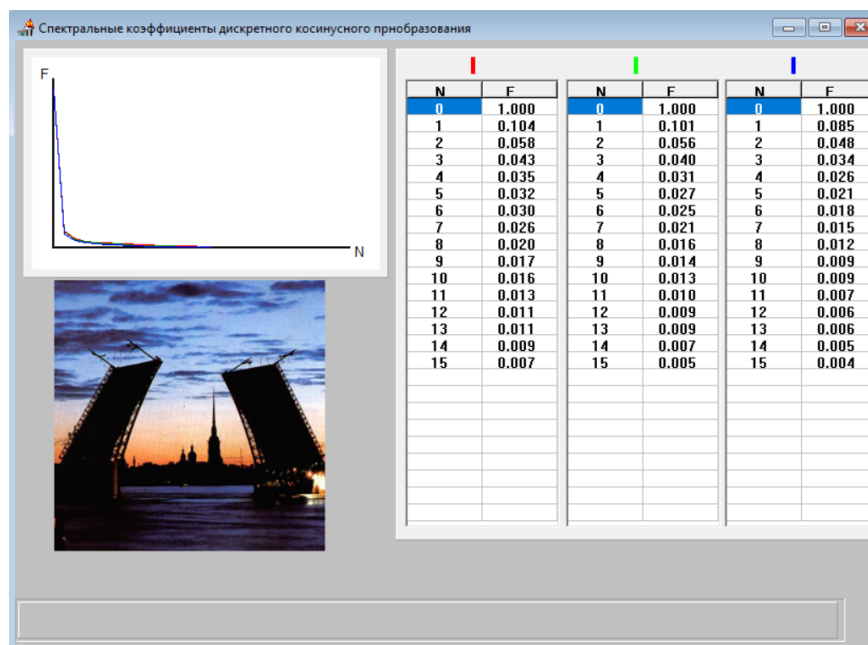 Спектральные коэффициенты дискретного косинусного прнобразования
F
N
N F N F N F
0 1.000 0 1.000 0 1.000
1 0.104 1 0.101 1 0.085
2 0.058 2 0.056 2 0.048
3 0.043 3 0.040 3 0.034
4 0.035 4 0.031 4 0.026
5 0.032 5 0.027 5 0.021
6 0.030 6 0.025 6 0.018
7 0.026 7 0.021 7 0.015
8 0.020 8 0.016 8 0.012
9 0.017 9 0.014 9 0.009
10 0.016 10 0.013 10 0.009
11 0.013 11 0.010 11 0.007
12 0.011 12 0.009 12 0.006
13 0.011 13 0.009 13 0.006
14 0.009 14 0.007 14 0.005
15 0.007 15 0.005 15 0.004